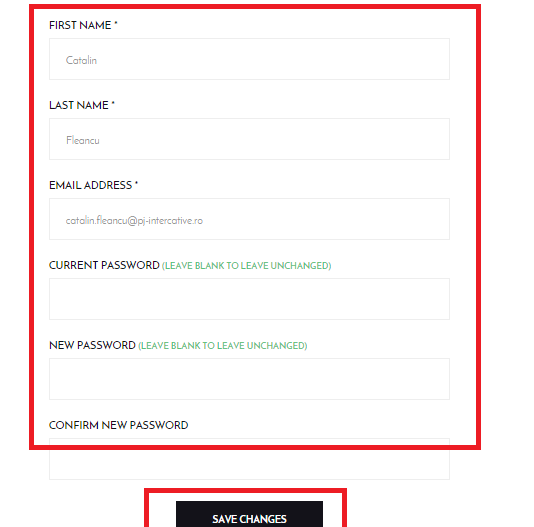 FIRST NAME *
Catalin
LAST NAME *
Fleancu
EMAIL ADDRESS *
catalin.fleancu@pj-intercative.ro
CURRENT PASSWORD (LEAVE BLANK TO LEAVE UNCHANGED)
NEW PASSWORD (LEAVE BLANK TO LEAVE UNCHANGED)
CONFIRM NEW PASSWORD
SAVE CHANGES